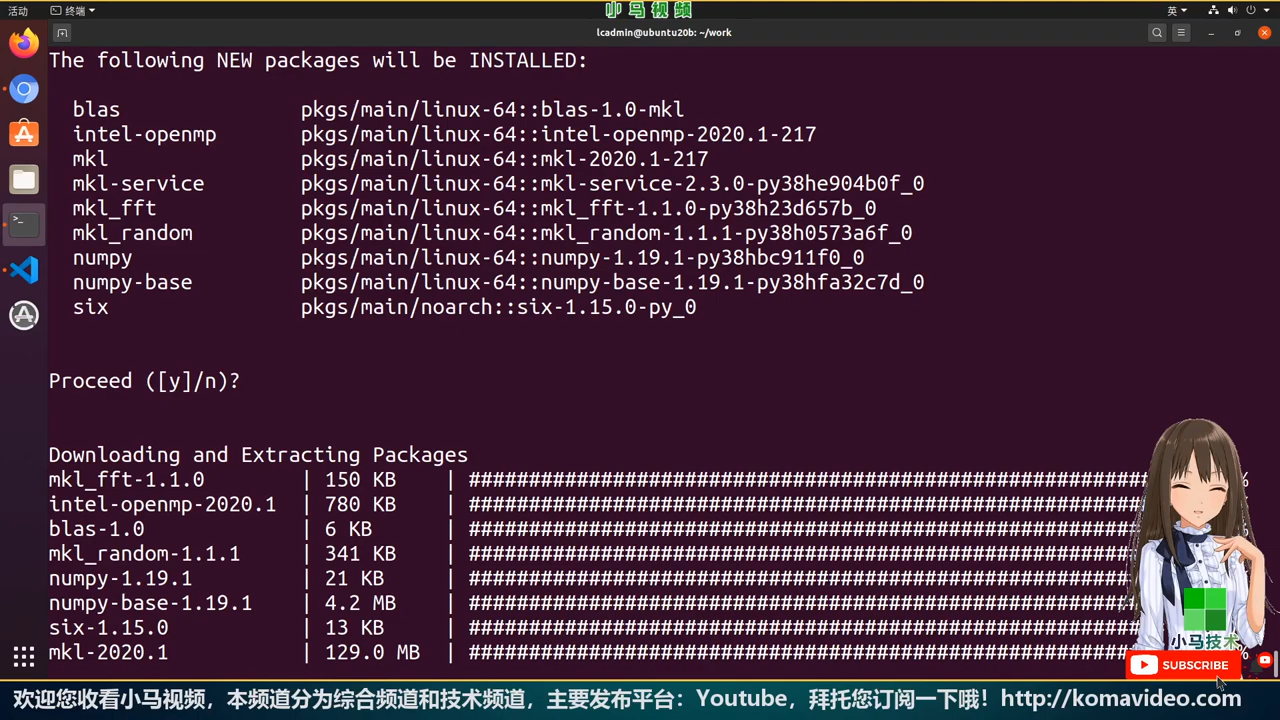 小马视频
活动
终端
英
lcadmin@ubuntu20b: ~/work
The following NEW packages will be INSTALLED:
blas pkgs/main/linux-64::blas-1.0-mkl
intel-openmp pkgs/main/linux-64::intel-openmp-2020.1-217
mkl pkgs/main/linux-64::mkl-2020.1-217
mkl-service pkgs/main/linux-64::mkl-service-2.3.0-py38he904b0f_0
mkl_fft pkgs/main/linux-64::mkl_fft-1.1.0-py38h23d657b_0
mkl_random pkgs/main/linux-64::mkl_random-1.1.1-py38h0573a6f_0
numpy pkgs/main/linux-64::numpy-1.19.1-py38hbc911f0_0
numpy-base pkgs/main/linux-64::numpy-base-1.19.1-py38hfa32c7d_0
six pkgs/main/noarch::six-1.15.0-py_0
Proceed ([y]/n)?
Downloading and Extracting Packages
mkl_fft-1.1.0 | 150 KB | ########################################################
intel-openmp-2020.1 | 780 KB | ########################################################
blas-1.0 | 6 KB | ########################################################
mkl_random-1.1.1 | 341 KB | ########################################################
numpy-1.19.1 | 21 KB | ########################################################
numpy-base-1.19.1 | 4.2 MB | ########################################################
six-1.15.0 | 13 KB | ########################################################
mkl-2020.1 | 129.0 MB | ########################################################
小马技术
SUBSCRIBE
欢迎您收看小马视频，本频道分为综合频道和技术频道，主要发布平台：Youtube，拜托您订阅一下哦！http://komavideo.com